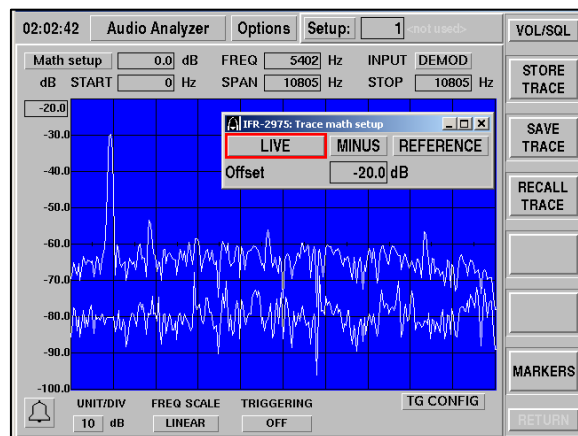 02:02:42 Audio Analyzer Options Setup: 1 <not used> VOL/SQL
Math setup 0.0 dB FREQ 5402 Hz INPUT DEMOD
dB START 0 Hz SPAN 10805 Hz STOP 10805 Hz
STORE
TRACE
SAVE
TRACE
RECALL
TRACE
MARKERS
RETURN
-20.0
-30.0
-40.0
-50.0
-60.0
-70.0
-80.0
-90.0
-100.0
IFR-2975: Trace math setup
LIVE MINUS REFERENCE
Offset -20.0 dB
UNIT/DIV FREQ SCALE TRIGGERING TG CONFIG
10 dB LINEAR OFF